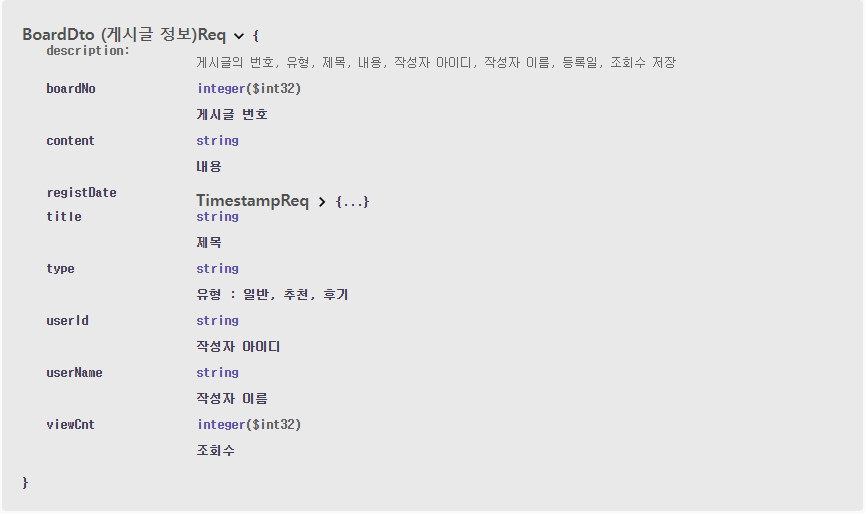 BoardDto (게시글 정보)Req {
description:
게시글의 번호, 유형, 제목, 내용, 작성자 아이디, 작성자 이름, 등록일, 조회수 저장
boardNo integer($int32)
게시글 번호
content string
내용
registDate TimestampReq {...}
title string
제목
type string
유형 : 일반, 추천, 후기
userId string
작성자 아이디
userName string
작성자 이름
viewCnt integer($int32)
조회수
}